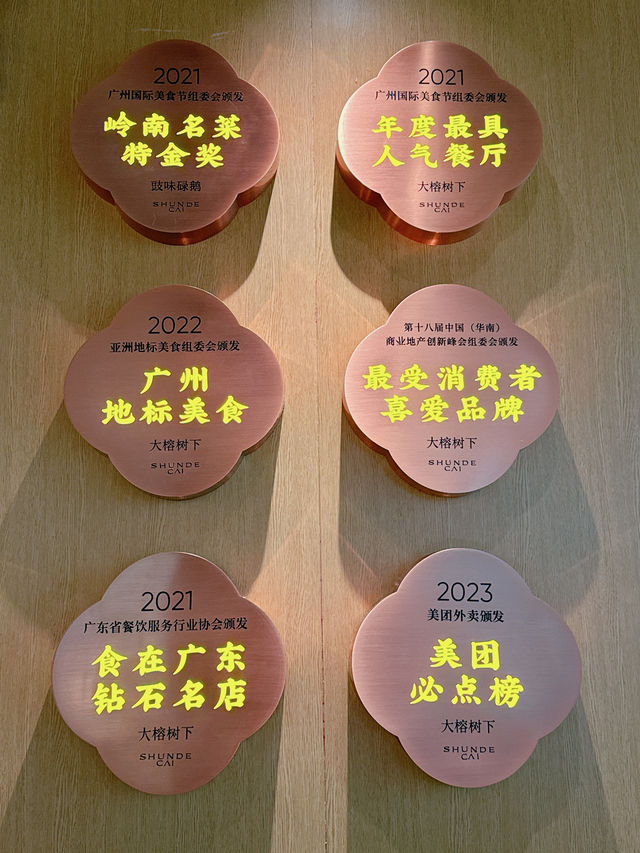 2021
广州国际美食节组委会颁发
岭南名菜
特金奖
豉味碌鹅
SHUNDE
CAI
2021
广州国际美食节组委会颁发
年度最具
人气餐厅
大榕树下
SHUNDE
CAI
2022
亚洲地标美食组委会颁发
广州
地标美食
大榕树下
SHUNDE
CAI
第十八届中国（华南）
商业地产创新峰会组委会颁发
最受消费者
喜爱品牌
大榕树下
SHUNDE
CAI
2021
广东省餐饮服务行业协会颁发
食在广东
钻石名店
大榕树下
SHUNDE
CAI
2023
美团外卖颁发
美团
必点榜
大榕树下
SHUNDE
CAI